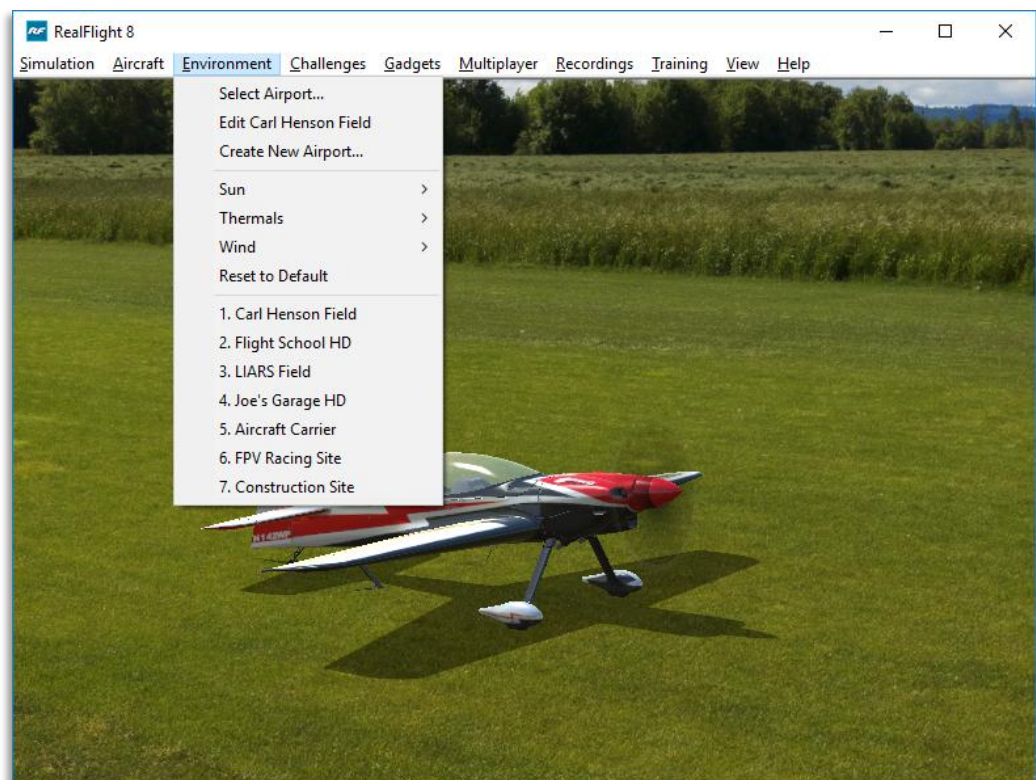 RF RealFlight 8
Simulation Aircraft Environment Challenges Gadgets Multiplayer Recordings Training View Help
Select Airport...
Edit Carl Henson Field
Create New Airport...
Sun
Thermals
Wind
Reset to Default
1. Carl Henson Field
2. Flight School HD
3. LIARS Field
4. Joe's Garage HD
5. Aircraft Carrier
6. FPV Racing Site
7. Construction Site
N142WP